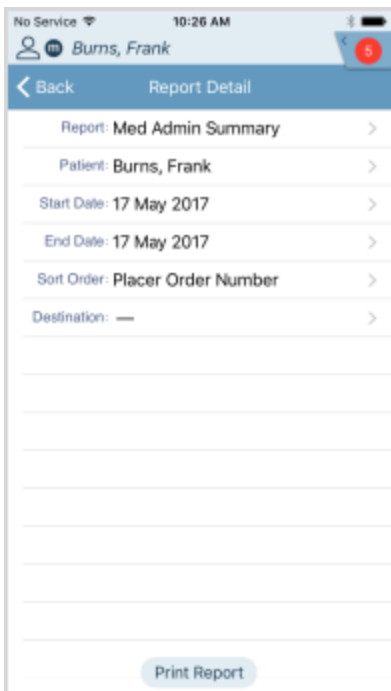 No Service 10:26 AM
m Burns, Frank 5
Back Report Detail
Report: Med Admin Summary
Patient: Burns, Frank
Start Date: 17 May 2017
End Date: 17 May 2017
Sort Order: Placer Order Number
Destination: —
Print Report